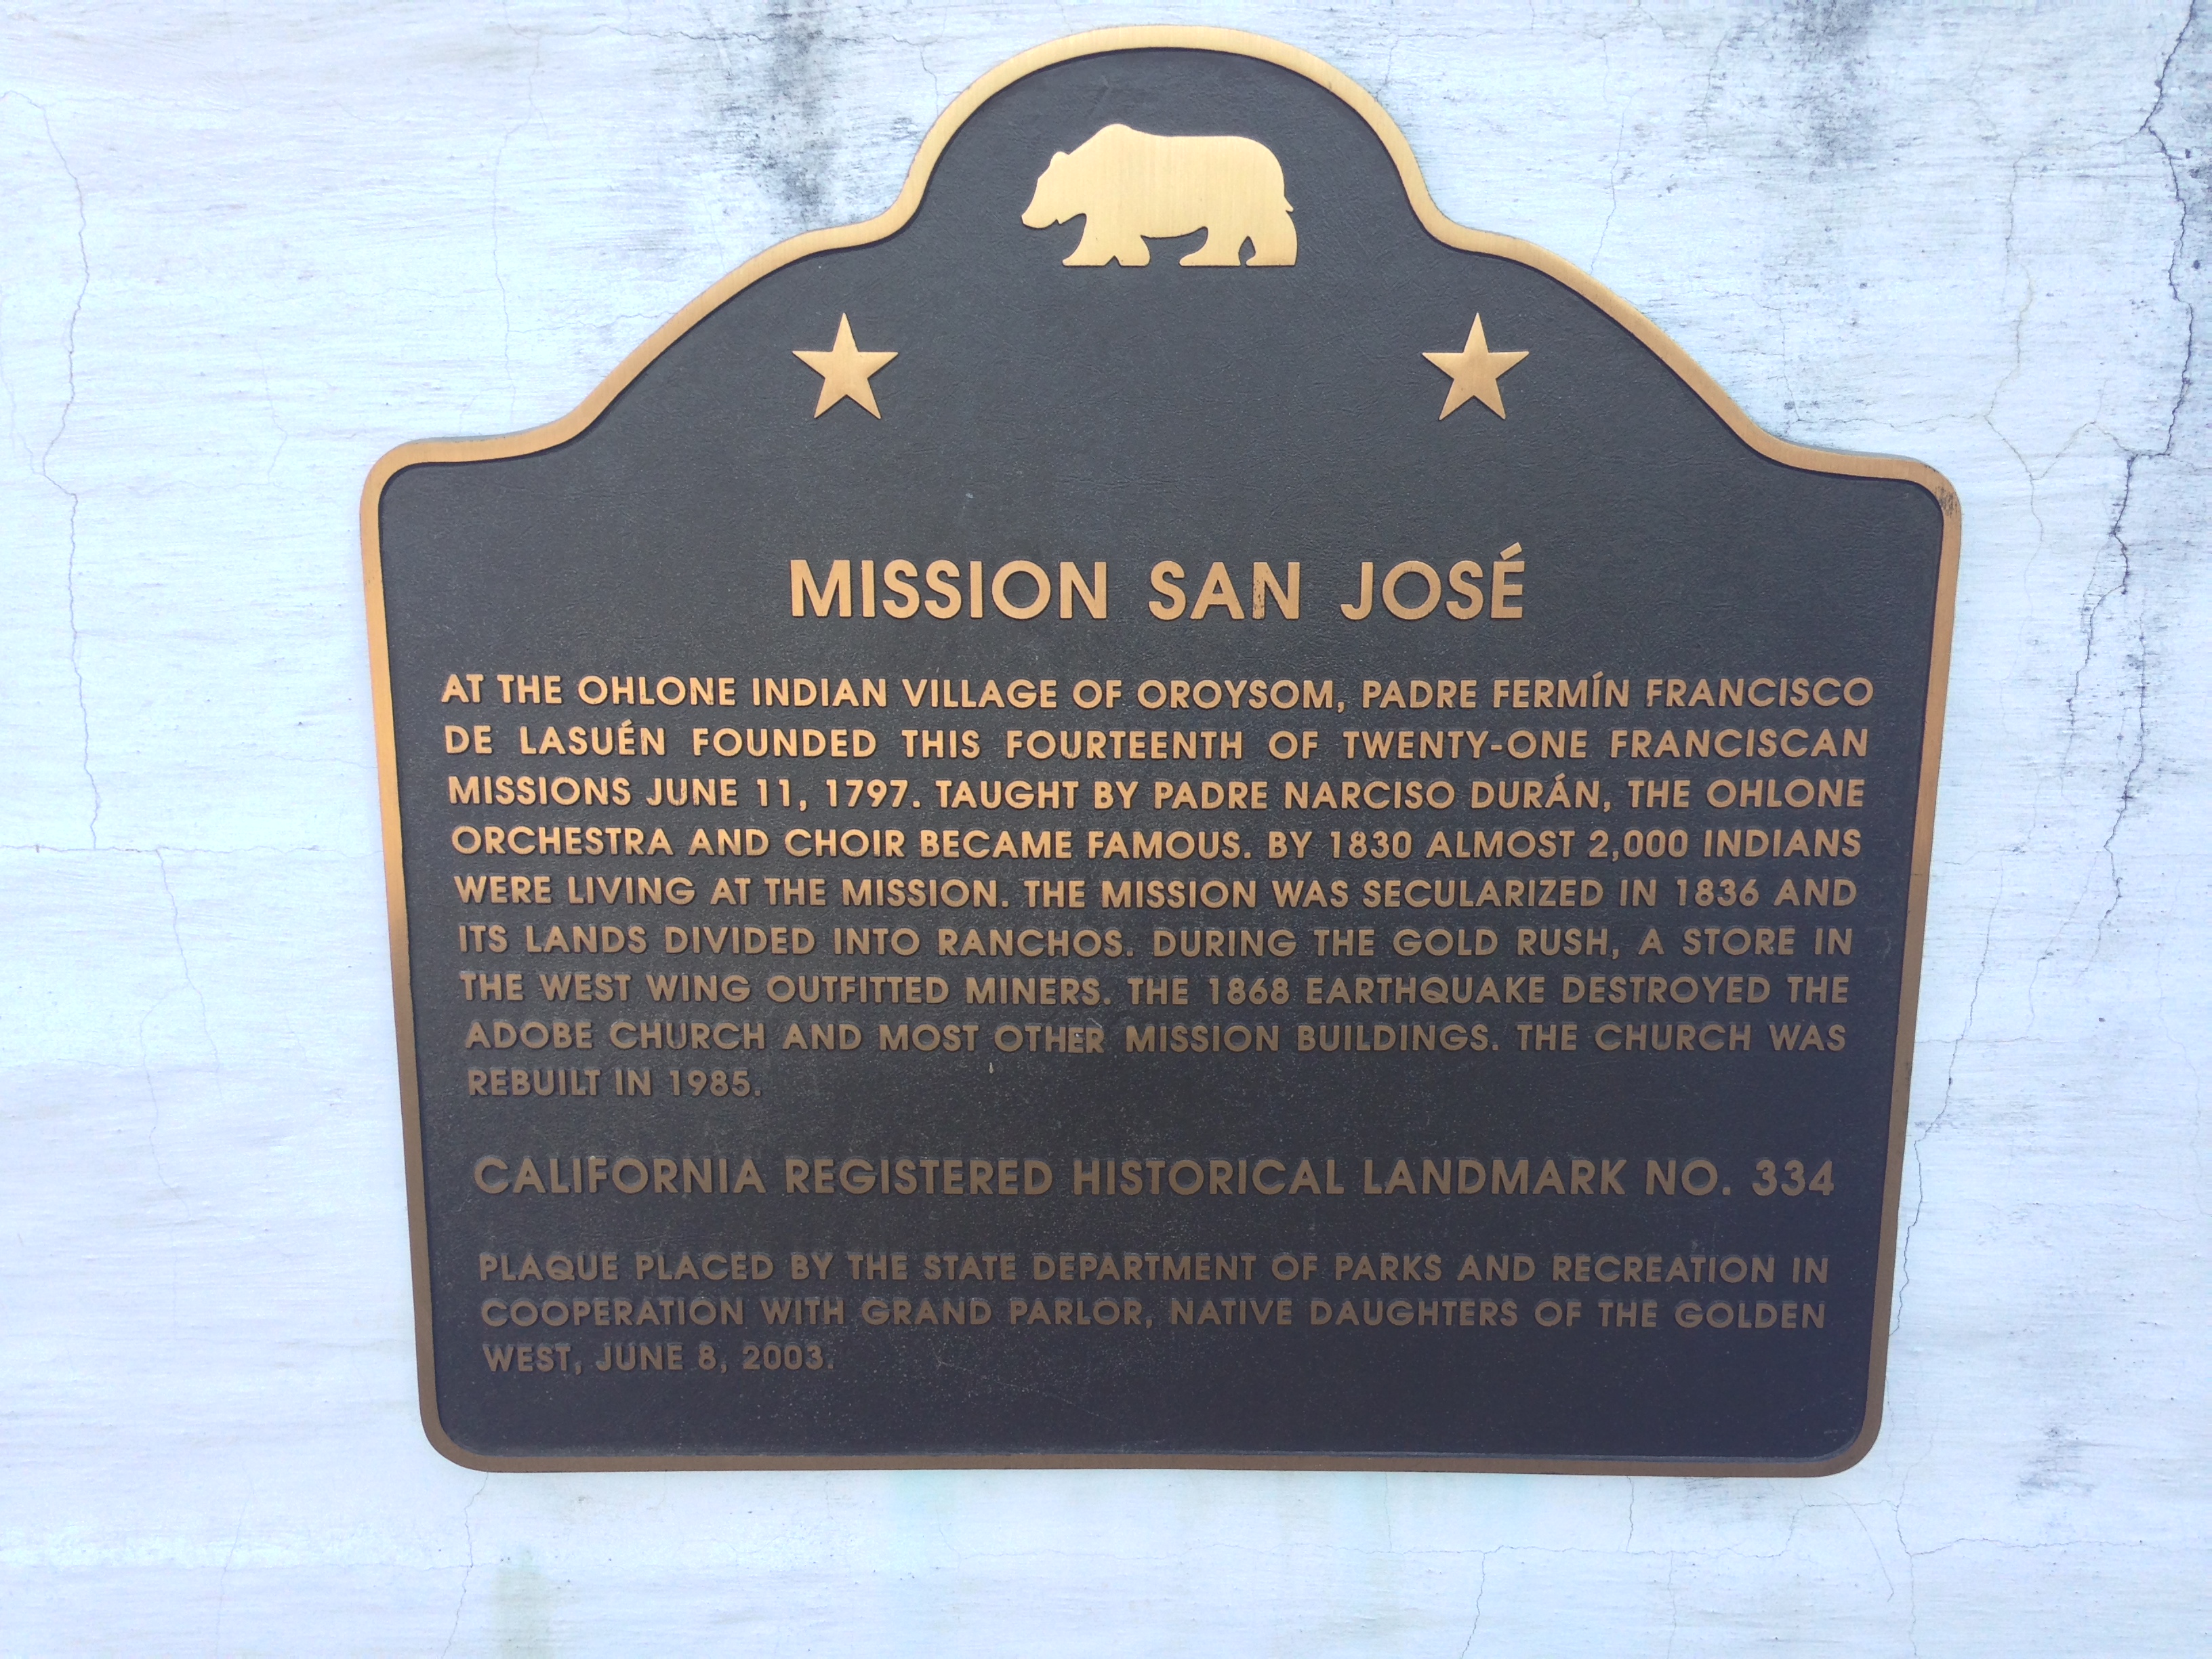 MISSION SAN JOSÉ
AT THE OHLONE INDIAN VILLAGE OF OROYSOM, PADRE FERMÍN FRANCISCO
DE LASUÉN FOUNDED THIS FOURTEENTH OF TWENTY-ONE FRANCISCAN
MISSIONS JUNE 11, 1797. TAUGHT BY PADRE NARCISO DURÁN, THE OHLONE
ORCHESTRA AND CHOIR BECAME FAMOUS. BY 1830 ALMOST 2,000 INDIANS
WERE LIVING AT THE MISSION. THE MISSION WAS SECULARIZED IN 1836 AND
ITS LANDS DIVIDED INTO RANCHOS. DURING THE GOLD RUSH, A STORE IN
THE WEST WING OUTFITTED MINERS. THE 1868 EARTHQUAKE DESTROYED THE
ADOBE CHURCH AND MOST OTHER MISSION BUILDINGS. THE CHURCH WAS
REBUILT IN 1985.
CALIFORNIA REGISTERED HISTORICAL LANDMARK NO. 334
PLAQUE PLACED BY THE STATE DEPARTMENT OF PARKS AND RECREATION IN
COOPERATION WITH GRAND PARLOR, NATIVE DAUGHTERS OF THE GOLDEN
WEST, JUNE 8, 2003.